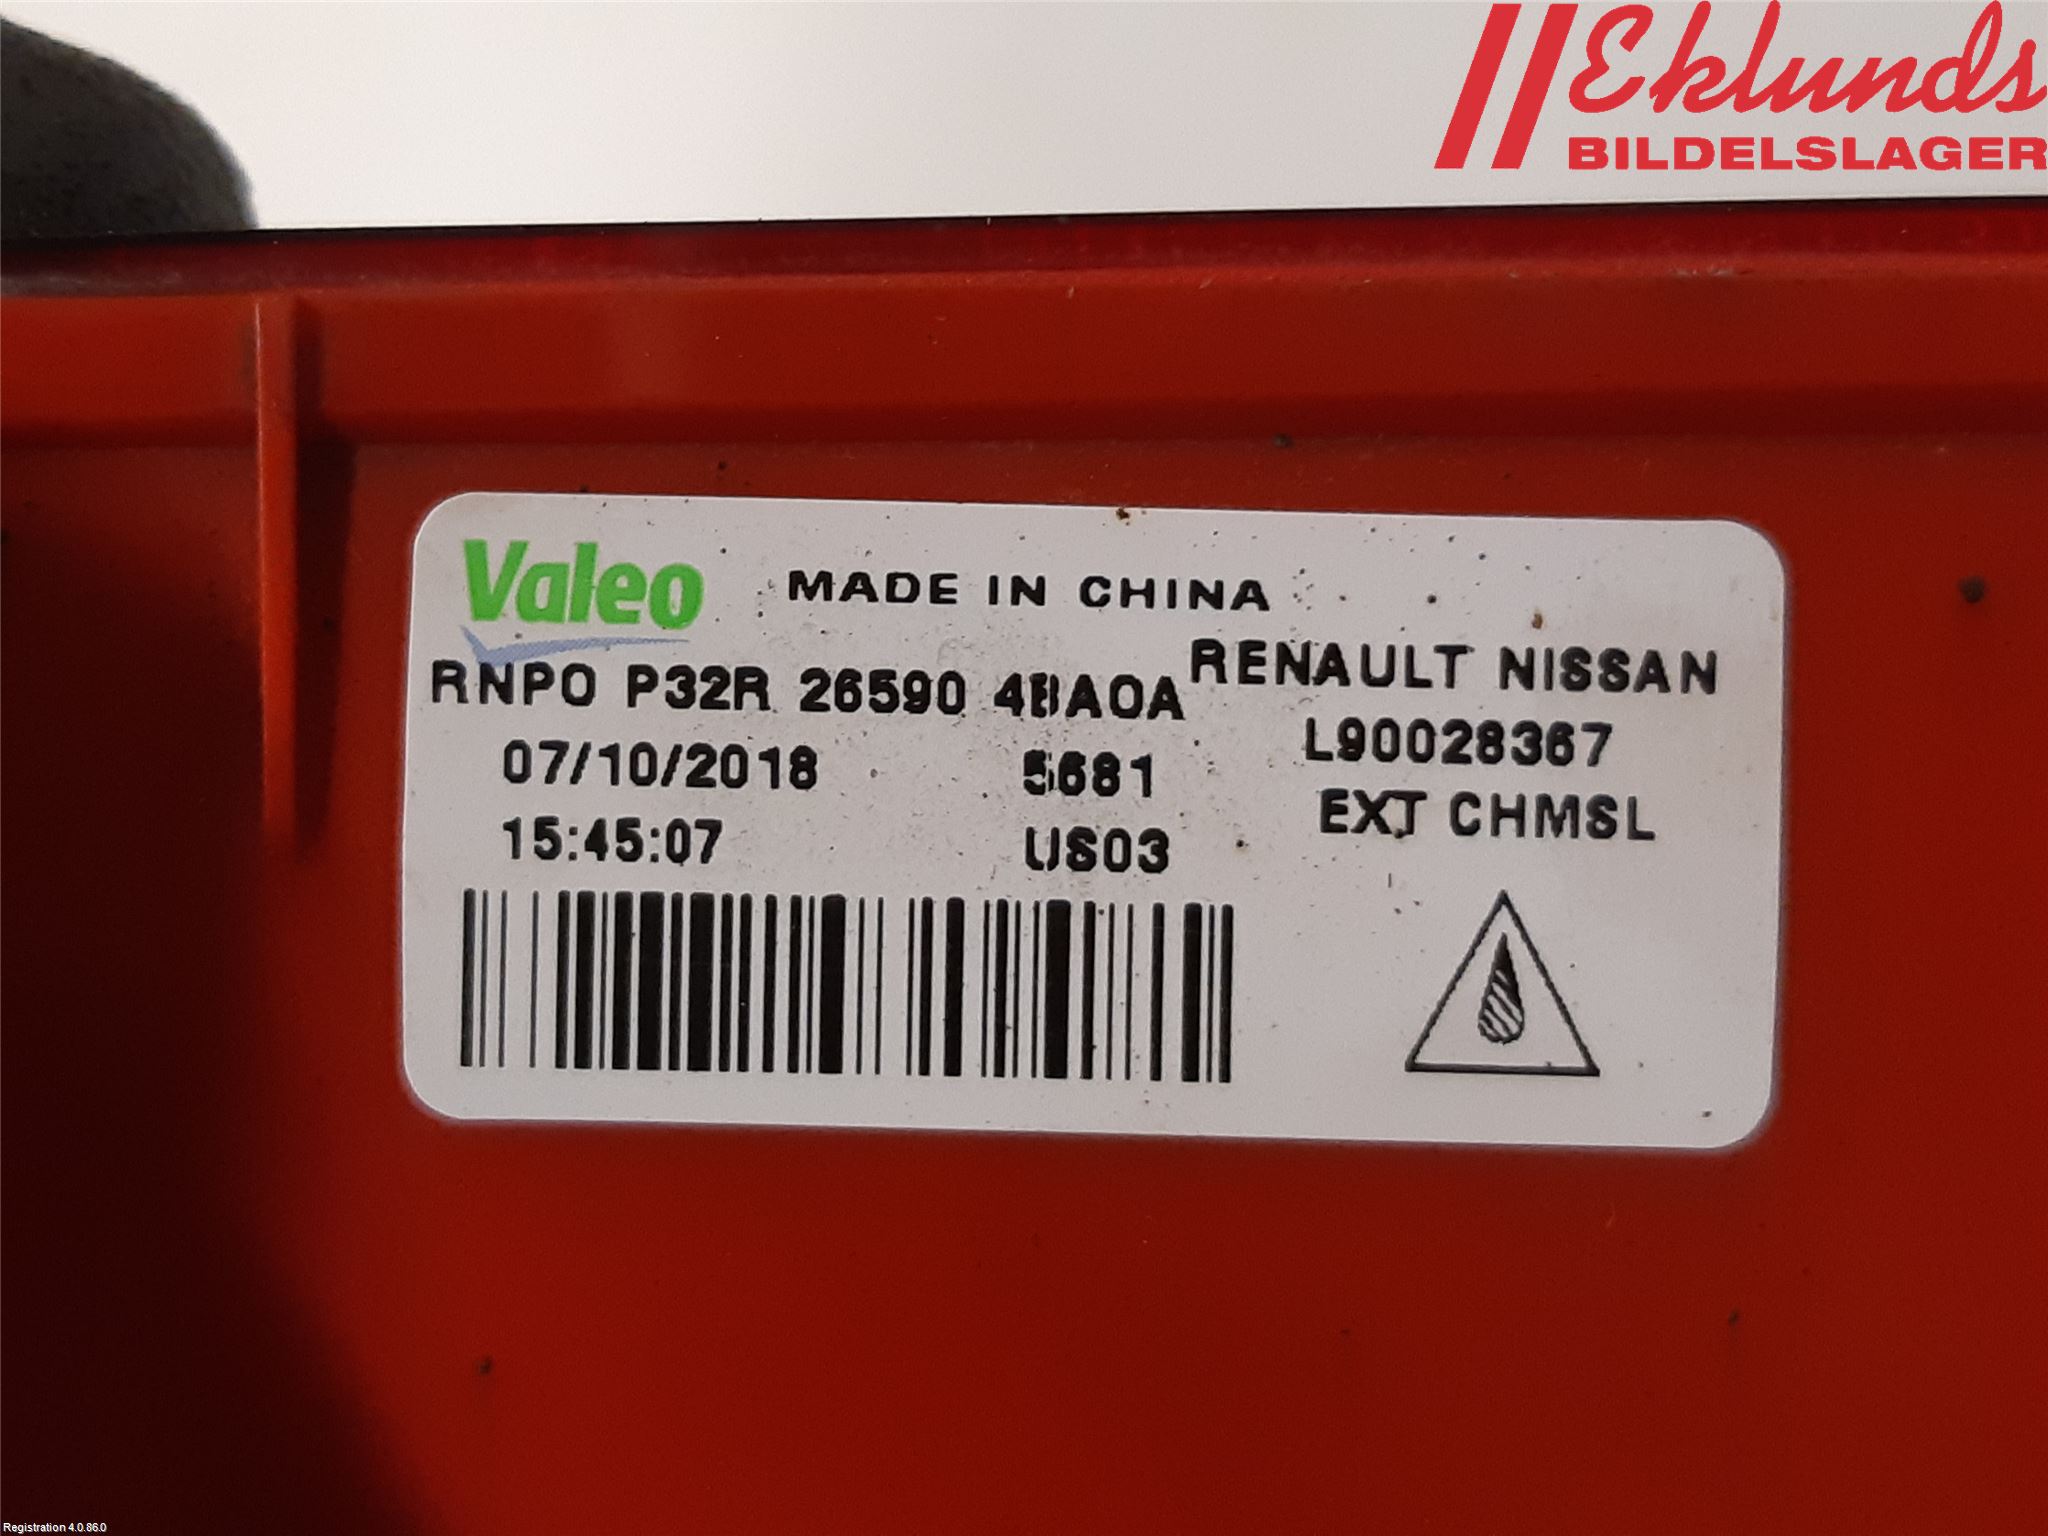 Eklunds
BILDELSLAGER
Valeo MADE IN CHINA
RNPO P32R 26590 4BA0A RENAULT NISSAN
07/10/2018 5681 L90028367
15:45:07 US03 EXT CHMSL
Registration 4.0.86.0